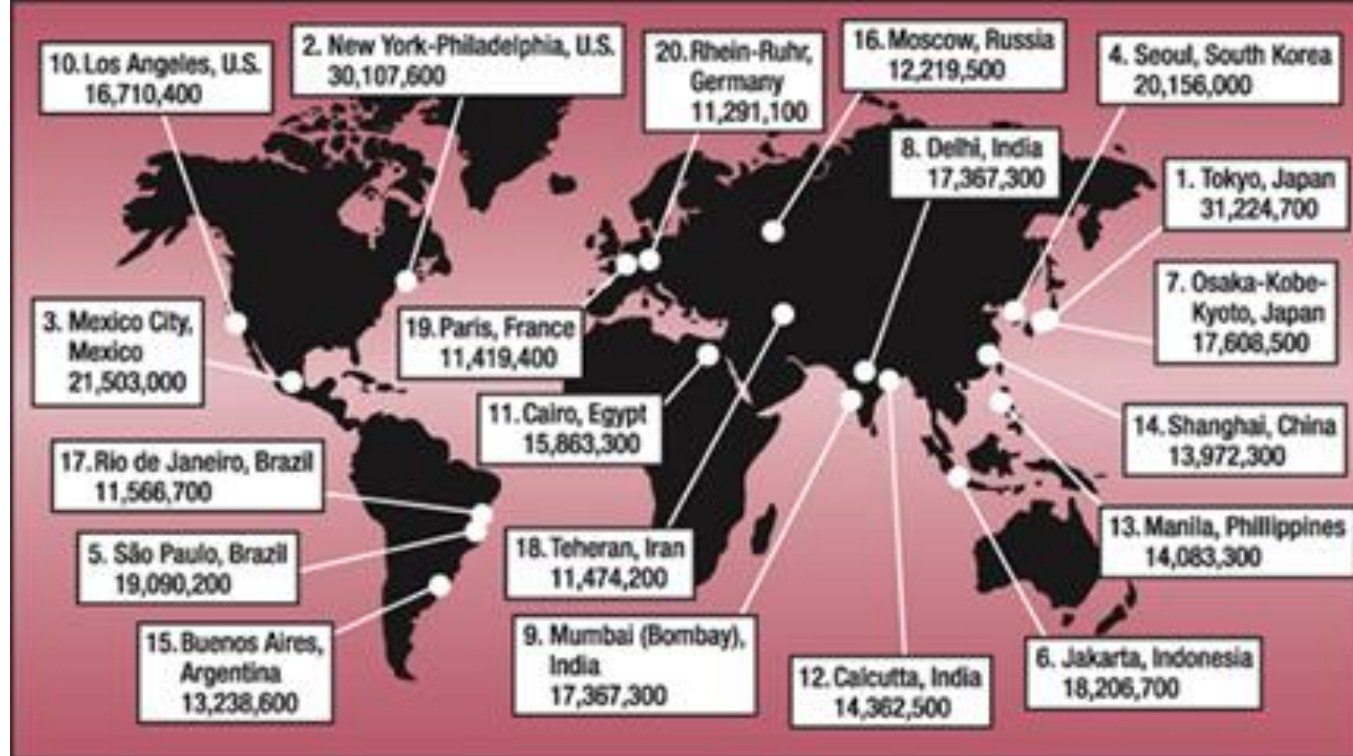 10. Los Angeles, U.S.
16,710,400
2. New York-Philadelphia, U.S.
30,107,600
20. Rhein-Ruhr,
Germany
11,291,100
16. Moscow, Russia
12,219,500
4. Seoul, South Korea
20,156,000
8. Delhi, India
17,367,300
1. Tokyo, Japan
31,224,700
3. Mexico City,
Mexico
21,503,000
19. Paris, France
11,419,400
7. Osaka-Kobe-
Kyoto, Japan
17,608,500
11. Cairo, Egypt
15,863,300
14. Shanghai, China
13,972,300
17. Rio de Janeiro, Brazil
11,566,700
5. São Paulo, Brazil
19,090,200
18. Teheran, Iran
11,474,200
13. Manila, Phillippines
14,083,300
15. Buenos Aires,
Argentina
13,238,600
9. Mumbai (Bombay),
India
17,367,300
12. Calcutta, India
14,362,500
6. Jakarta, Indonesia
18,206,700